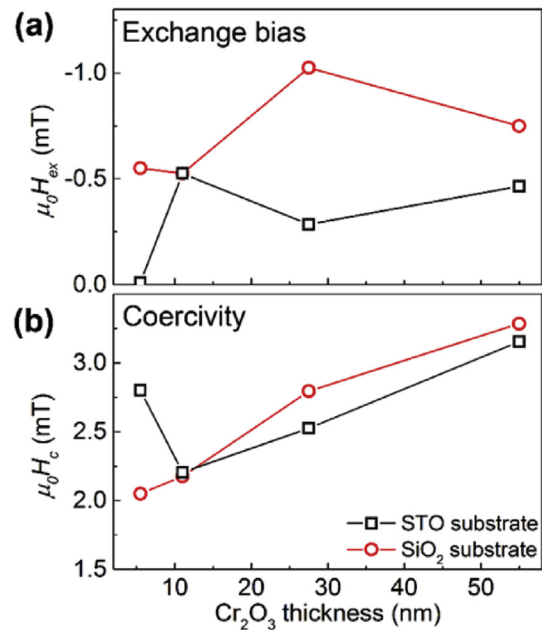 (a)
Exchange bias
-1.0
-0.5
0.0
μ₀Hₑₓ (mT)
(b)
Coercivity
3.0
2.5
2.0
1.5
μ₀H_c (mT)
STO substrate
SiO₂ substrate
10 20 30 40 50
Cr₂O₃ thickness (nm)